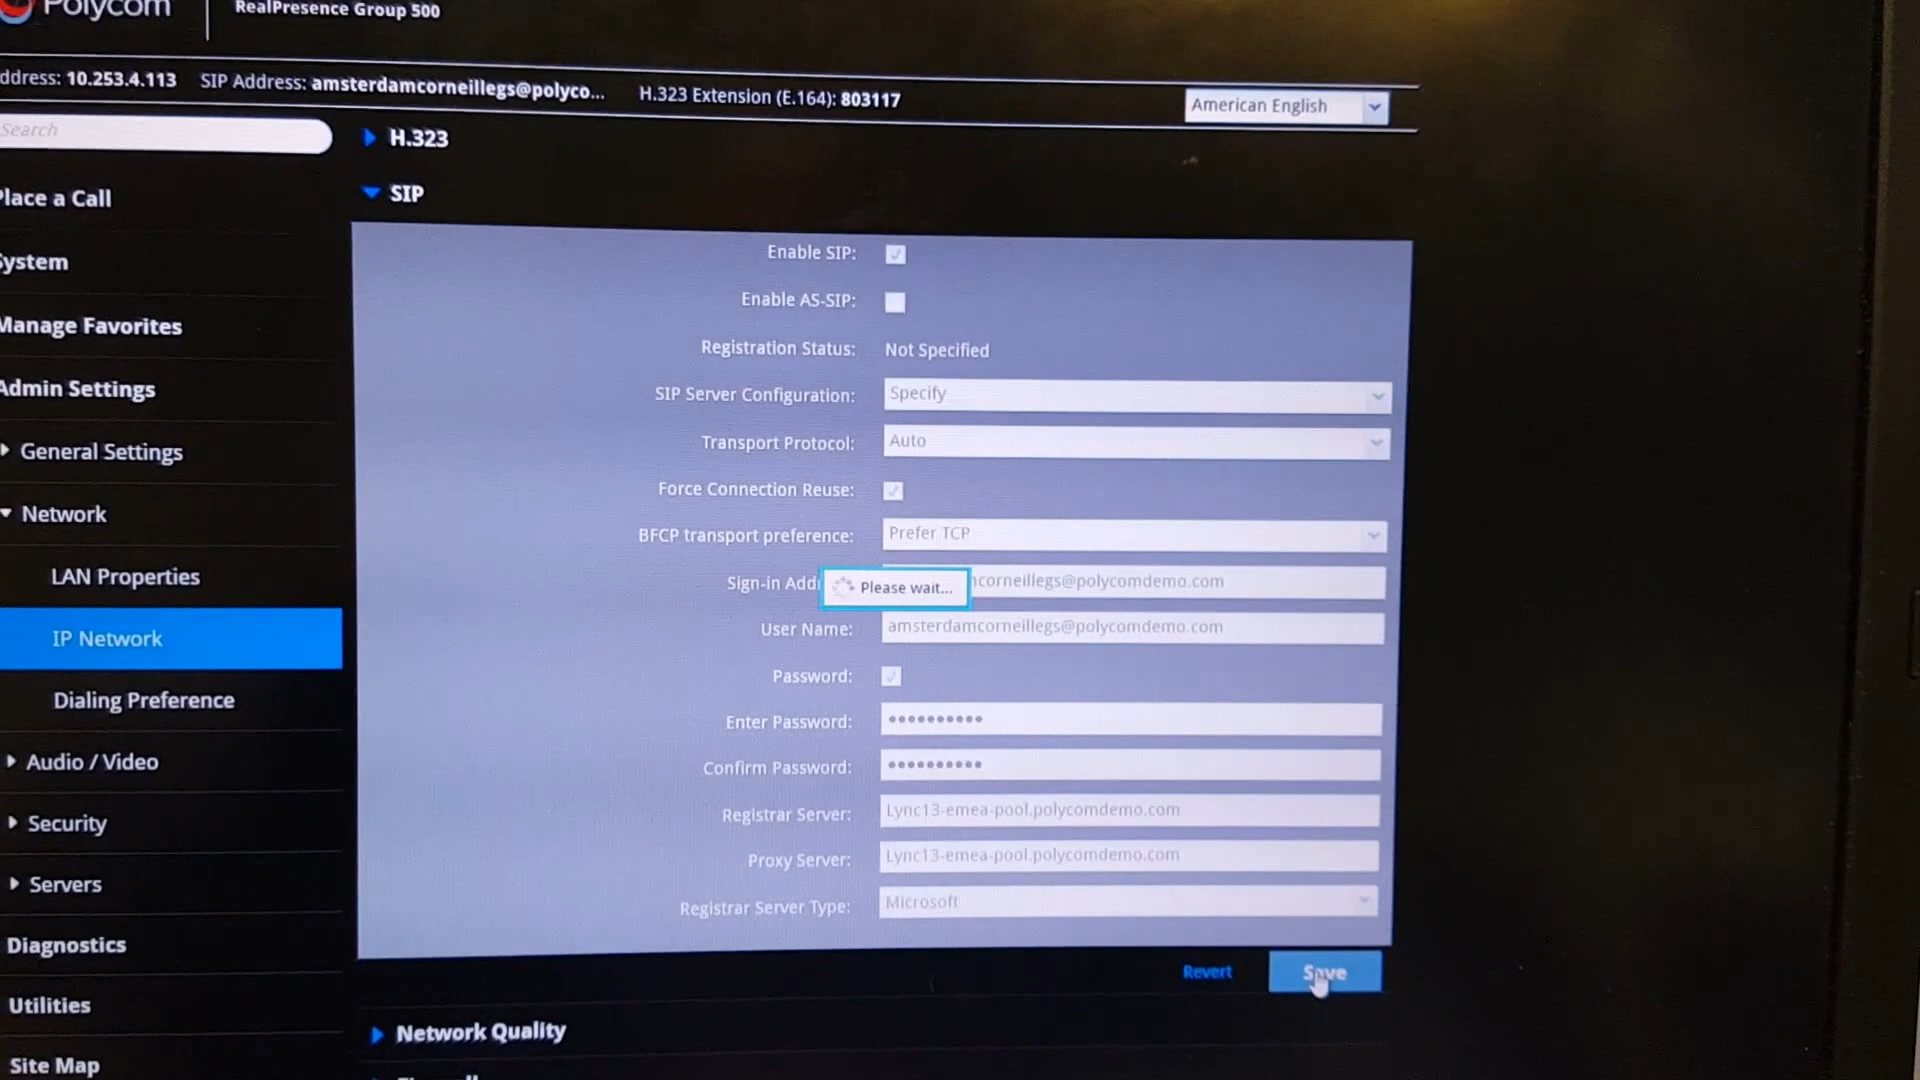 Polycom
RealPresence Group 500
ddress: 10.253.4.113 SIP Address: amsterdamcorneillegs@polyco... H.323 Extension (E.164): 803117
American English
Search
H.323
Place a Call
SIP
System
Enable SIP:
Enable AS-SIP:
Manage Favorites
Registration Status: Not Specified
Admin Settings
SIP Server Configuration: Specify
General Settings
Transport Protocol: Auto
Force Connection Reuse:
Network
BFCP transport preference: Prefer TCP
LAN Properties
Sign-in Add
Please wait...
corneillegs@polycomdemo.com
IP Network
User Name: amsterdamcorneillegs@polycomdemo.com
Password:
Dialing Preference
Enter Password: ••••••••••
Audio / Video
Confirm Password: ••••••••••
Security
Registrar Server: Lync13-emea-pool.polycomdemo.com
Proxy Server: Lync13-emea-pool.polycomdemo.com
Servers
Registrar Server Type: Microsoft
Diagnostics
Revert
Save
Utilities
Network Quality
Site Map